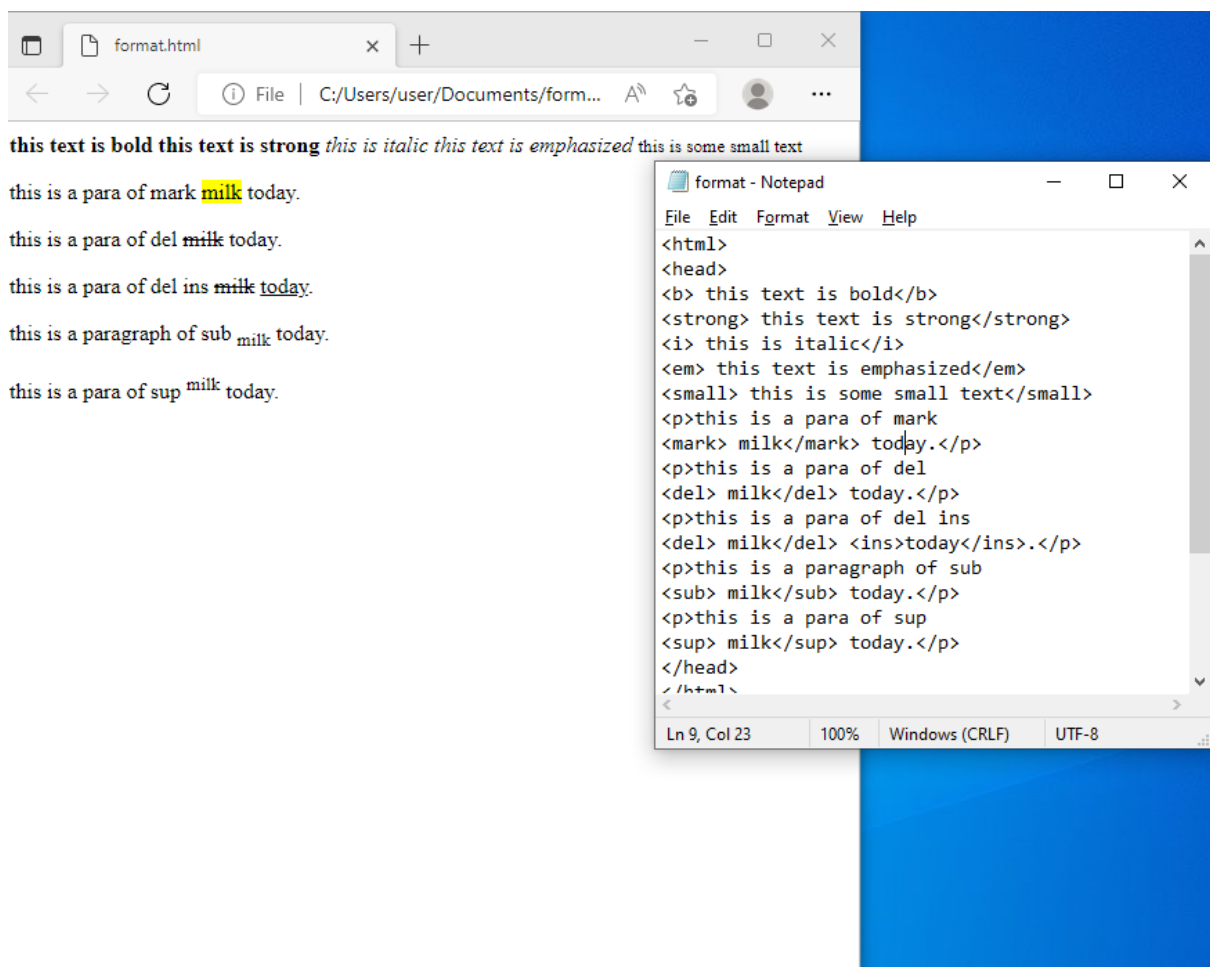 format.html
File C:/Users/user/Documents/form...
this text is bold this text is strong this is italic this text is emphasized this is some small text
this is a para of mark milk today.
this is a para of del milk today.
this is a para of del ins milk today.
this is a paragraph of sub milk today.
this is a para of sup milk today.
format - Notepad
File Edit Format View Help
<html>
<head>
<b> this text is bold</b>
<strong> this text is strong</strong>
<i> this is italic</i>
<em> this text is emphasized</em>
<small> this is some small text</small>
<p>this is a para of mark
<mark> milk</mark> today.</p>
<p>this is a para of del
<del> milk</del> today.</p>
<p>this is a para of del ins
<del> milk</del> <ins>today</ins>.</p>
<p>this is a paragraph of sub
<sub> milk</sub> today.</p>
<p>this is a para of sup
<sup> milk</sup> today.</p>
</head>
</html>
Ln 9, Col 23 100% Windows (CRLF) UTF-8